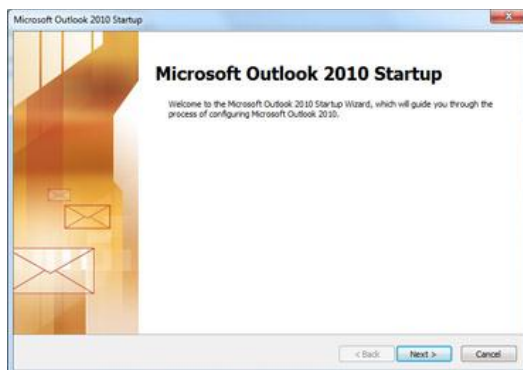 Microsoft Outlook 2010 Startup
Microsoft Outlook 2010 Startup
Welcome to the Microsoft Outlook 2010 Startup Wizard, which will guide you through the
process of configuring Microsoft Outlook 2010.
< Back Next > Cancel